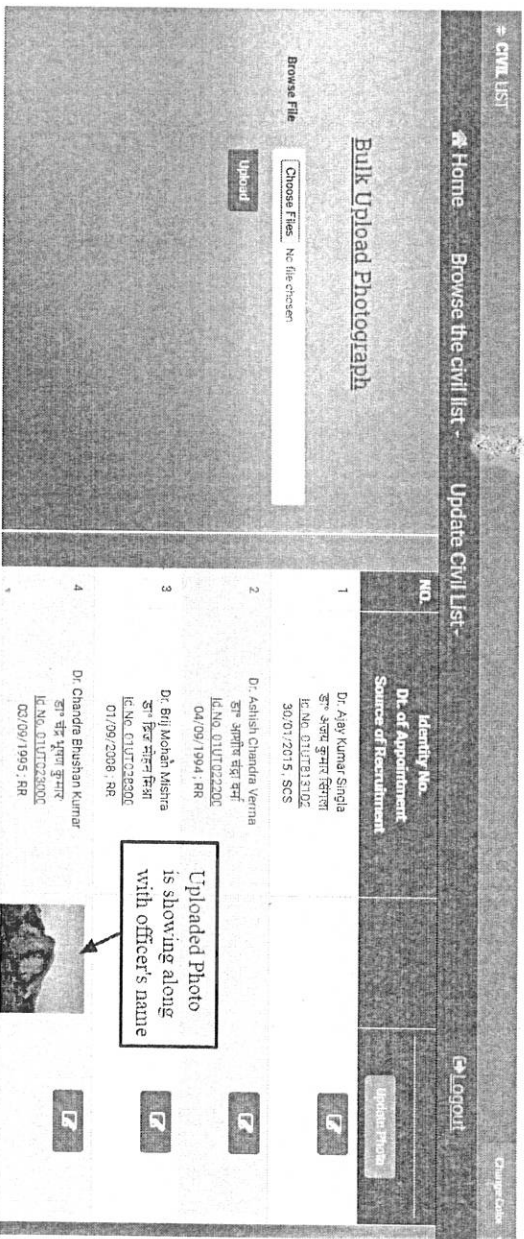 CIVIL LIST
Change Color
Home
Browse the civil list
Update Civil List
Logout
Bulk Upload Photograph
Browse File
Choose Files No file chosen
Upload
NO.
Identity No.
Dt. of Appointment
Source of Recruitment
Update Photo
1
Dr. Ajay Kumar Singla
डा० अजय कुमार सिंगला
Id.No. 01UT813102
30/01/2015 ; SCS
2
Dr. Ashish Chandra Verma
डा० आशीष चंद्रा वर्मा
Id.No. 01UT022200
04/09/1994 ; RR
3
Dr. Brij Mohan Mishra
डा० ब्रिज मोहन मिश्रा
Id.No. 01UT028300
01/09/2008 ; RR
4
Dr. Chandra Bhushan Kumar
डा० चंद्र भूषण कुमार
Id.No. 01UT023000
03/09/1995 ; RR
Uploaded Photo
is showing along
with officer's name